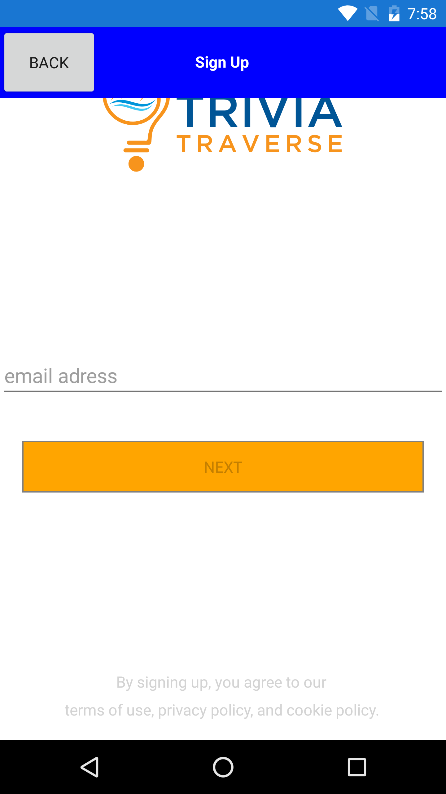 7:58
BACK
Sign Up
TRIVIA
TRAVERSE
email adress
NEXT
By signing up, you agree to our
terms of use, privacy policy, and cookie policy.